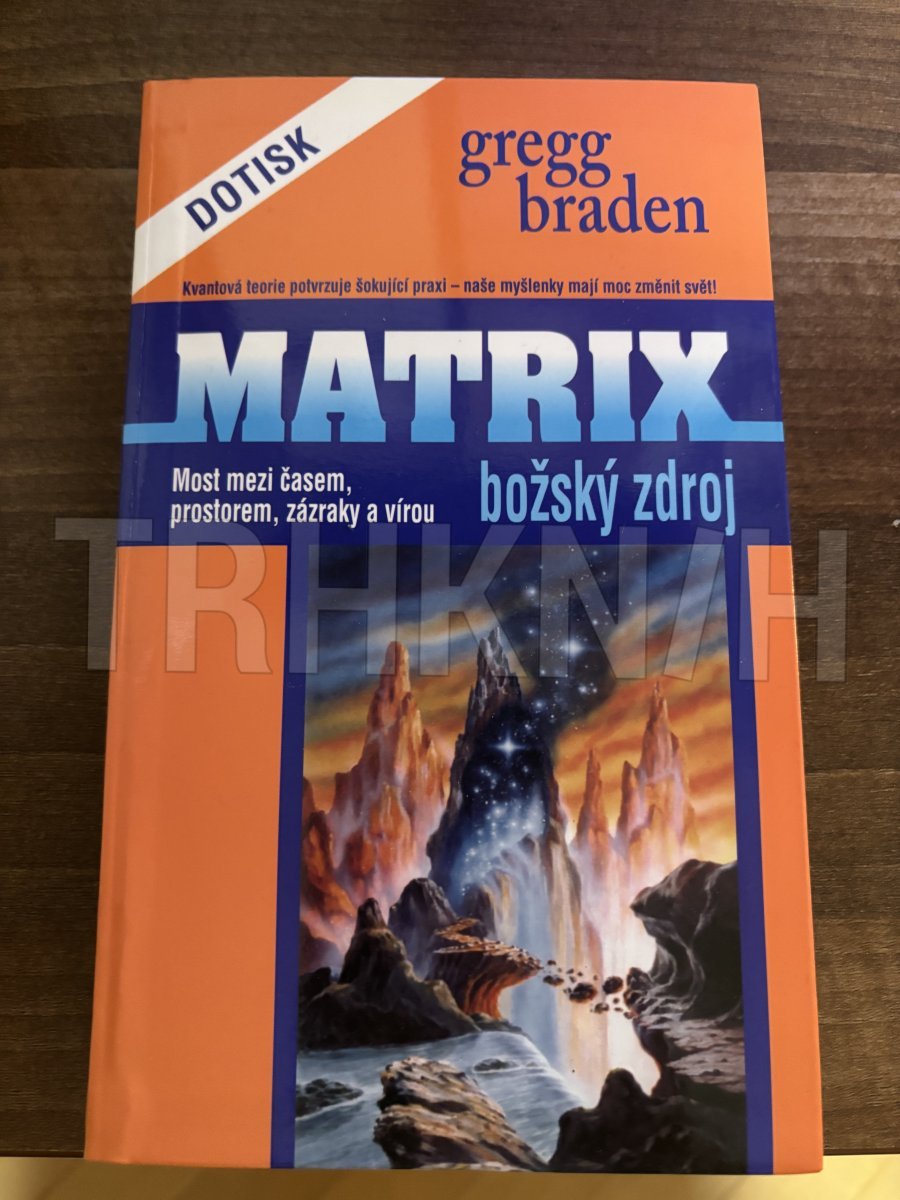 DOTISK
gregg
braden
Kvantová teorie potvrzuje šokující praxi – naše myšlenky mají moc změnit svět!
MATRIX
Most mezi časem,
prostorem, zázraky a vírou
božský zdroj
TRHKNIH